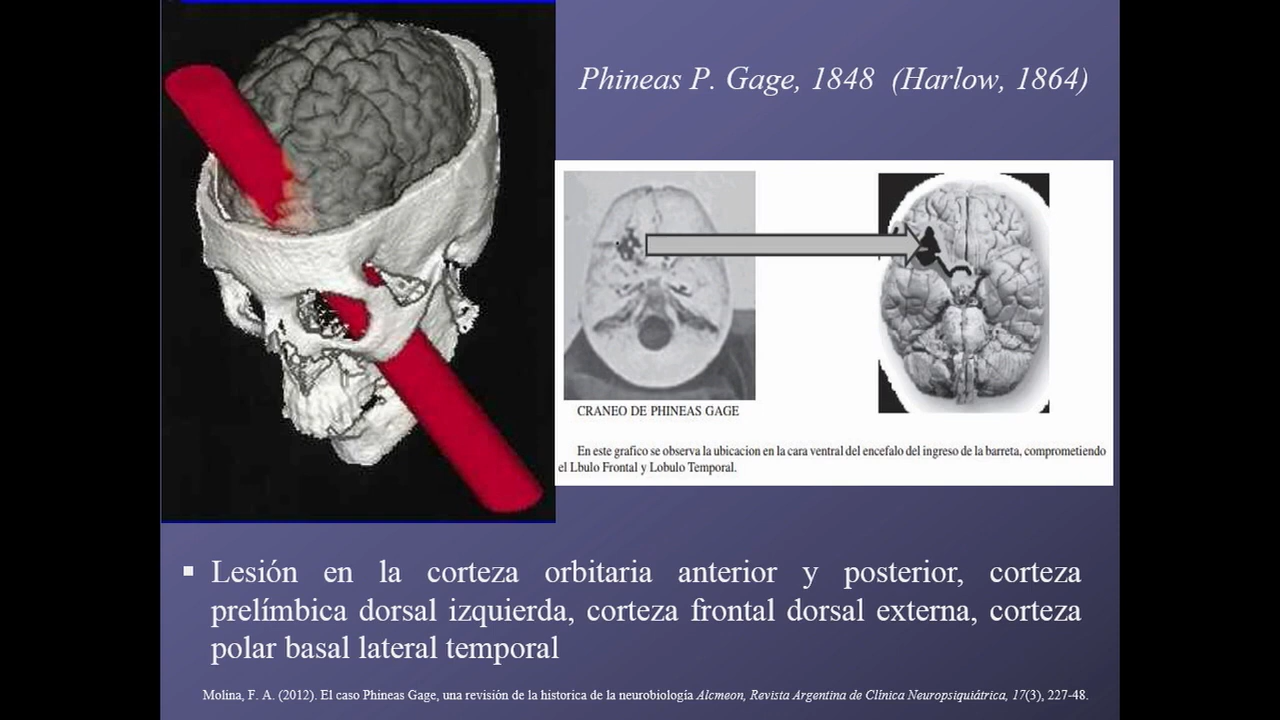 Phineas P. Gage, 1848 (Harlow, 1864)
CRANEO DE PHINEAS GAGE
En este grafico se observa la ubicacion en la cara ventral del encefalo del ingreso de la barreta, comprometiendo
el Lbulo Frontal y Lobulo Temporal.
▪ Lesión en la corteza orbitaria anterior y posterior, corteza
prelímbica dorsal izquierda, corteza frontal dorsal externa, corteza
polar basal lateral temporal
Molina, F. A. (2012). El caso Phineas Gage, una revisión de la historica de la neurobiología Alcmeon, Revista Argentina de Clínica Neuropsiquiátrica, 17(3), 227-48.